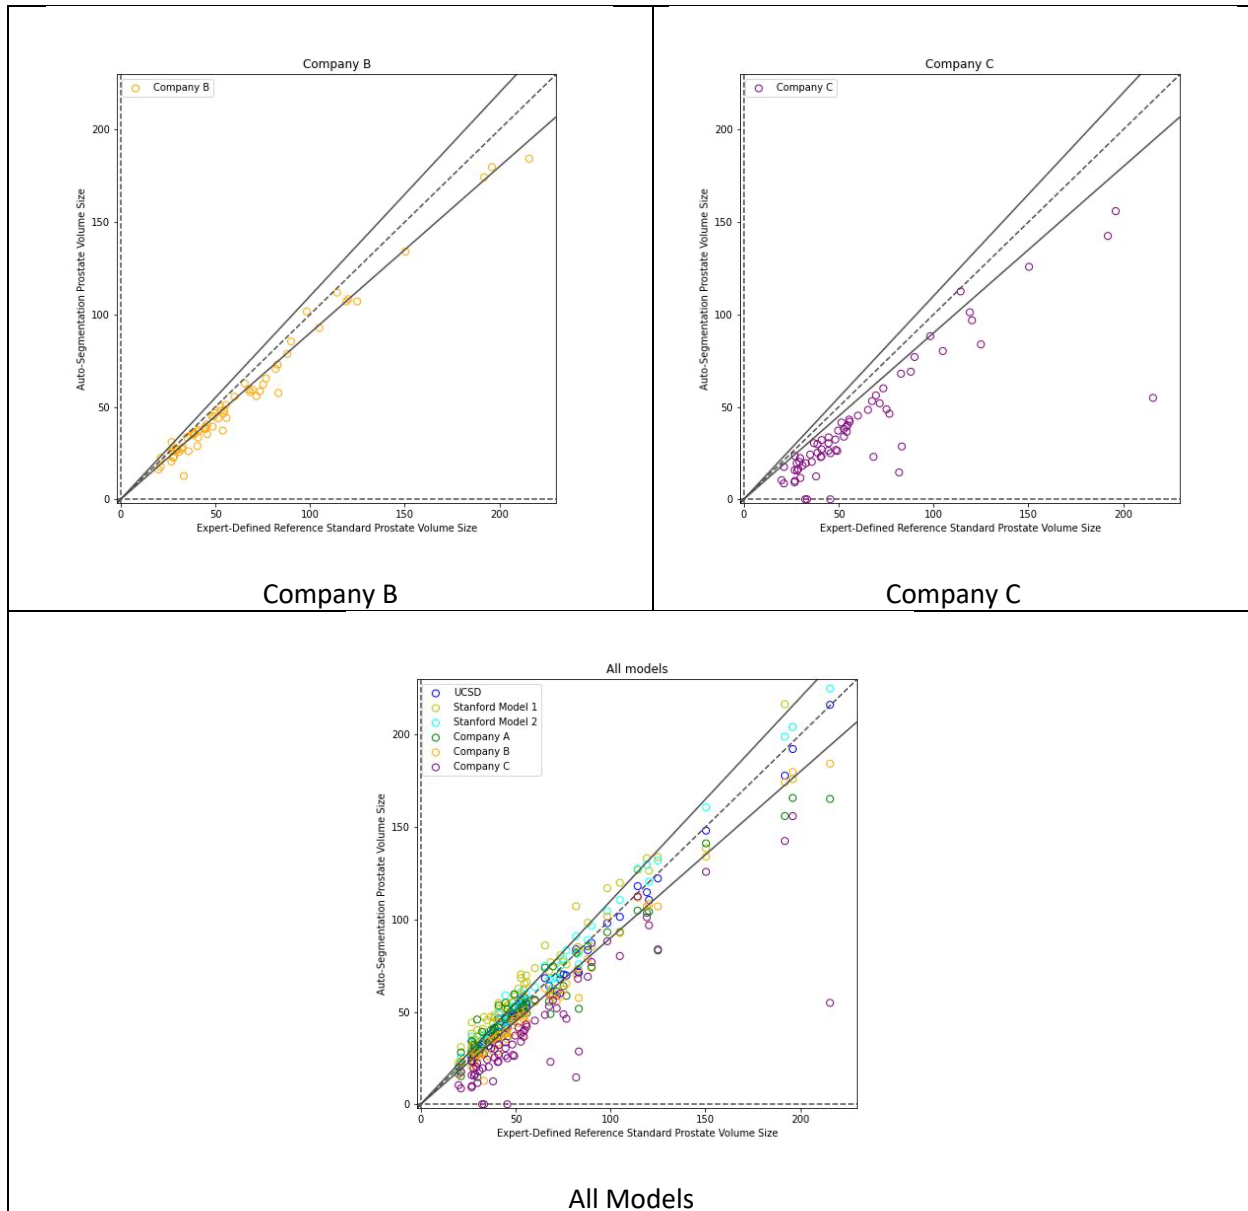 Company B
Company B
200
150
100
50
0
Auto-Segmentation Prostate Volume Size
0 50 100 150 200
Expert-Defined Reference Standard Prostate Volume Size
Company B
Company C
Company C
200
150
100
50
0
Auto-Segmentation Prostate Volume Size
0 50 100 150 200
Expert-Defined Reference Standard Prostate Volume Size
Company C
All models
UCSD
Stanford Model 1
Stanford Model 2
Company A
Company B
Company C
200
150
100
50
0
Auto-Segmentation Prostate Volume Size
0 50 100 150 200
Expert-Defined Reference Standard Prostate Volume Size
All Models